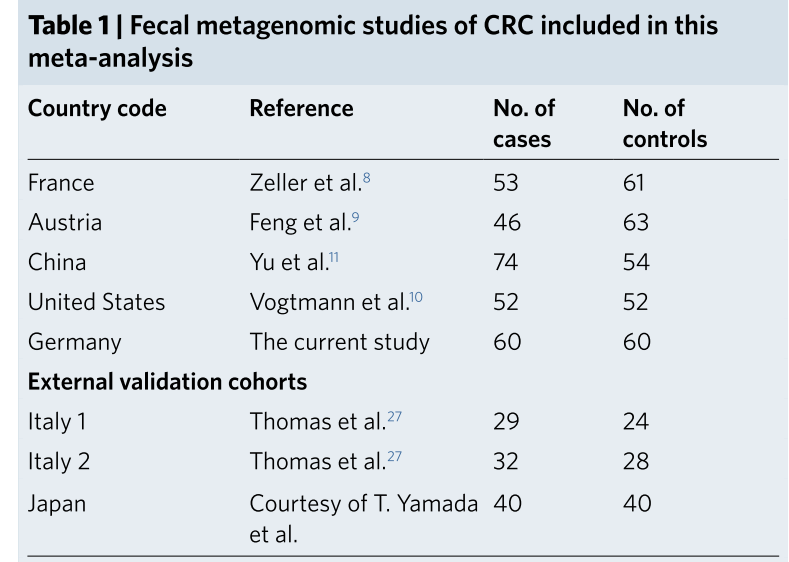 Table 1 | Fecal metagenomic studies of CRC included in this
meta-analysis
Country code Reference No. of cases No. of controls
France Zeller et al.8 53 61
Austria Feng et al.9 46 63
China Yu et al.11 74 54
United States Vogtmann et al.10 52 52
Germany The current study 60 60
External validation cohorts
Italy 1 Thomas et al.27 29 24
Italy 2 Thomas et al.27 32 28
Japan Courtesy of T. Yamada 40 40
et al.